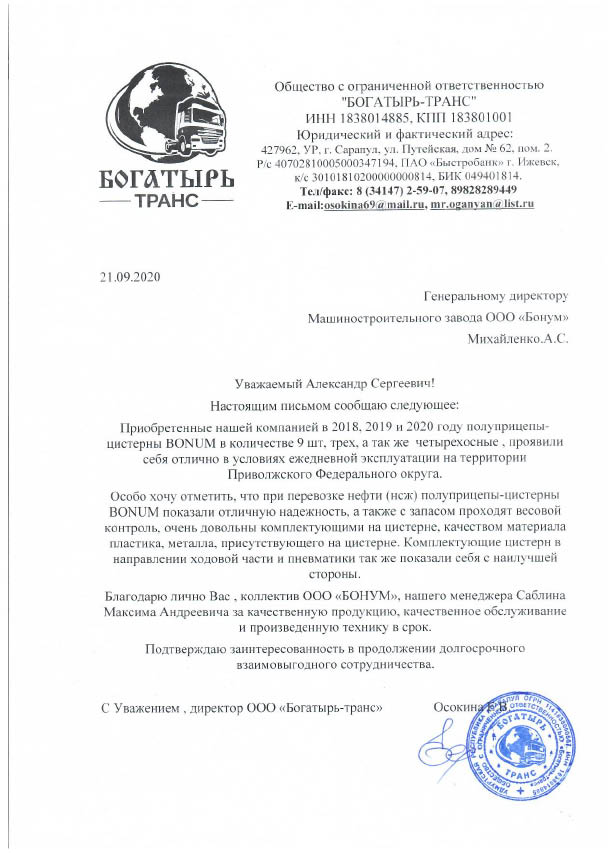 БОГАТЫРЬ
ТРАНС
Общество с ограниченной ответственностью
"БОГАТЫРЬ-ТРАНС"
ИНН 1838014885, КПП 183801001
Юридический и фактический адрес:
427962, УР, г. Сарапул, ул. Путейская, дом № 62, пом. 2.
Р/с 40702810005000347194, ПАО «Быстробанк» г. Ижевск,
к/с 30101810200000000814, БИК 049401814.
Тел/факс: 8 (34147) 2-59-07, 89828289449
E-mail:osokina69@mail.ru, mr.oganyan@list.ru
21.09.2020
Генеральному директору
Машиностроительного завода ООО «Бонум»
Михайленко.А.С.
Уважаемый Александр Сергеевич!
Настоящим письмом сообщаю следующее:
Приобретенные нашей компанией в 2018, 2019 и 2020 году полуприцепы-
цистерны BONUM в количестве 9 шт, трех, а так же четырехосные , проявили
себя отлично в условиях ежедневной эксплуатации на территории
Приволжского Федерального округа.
Особо хочу отметить, что при перевозке нефти (нсж) полуприцепы-цистерны
BONUM показали отличную надежность, а также с запасом проходят весовой
контроль, очень довольны комплектующими на цистерне, качеством материала
пластика, металла, присутствующего на цистерне. Комплектующие цистерн в
направлении ходовой части и пневматики так же показали себя с наилучшей
стороны.
Благодарю лично Вас , коллектив ООО «БОНУМ», нашего менеджера Саблина
Максима Андреевича за качественную продукцию, качественное обслуживание
и произведенную технику в срок.
Подтверждаю заинтересованность в продолжении долгосрочного
взаимовыгодного сотрудничества.
С Уважением , директор ООО «Богатырь-транс» Осокина Е.В.
БОГАТЫРЬ
ТРАНС